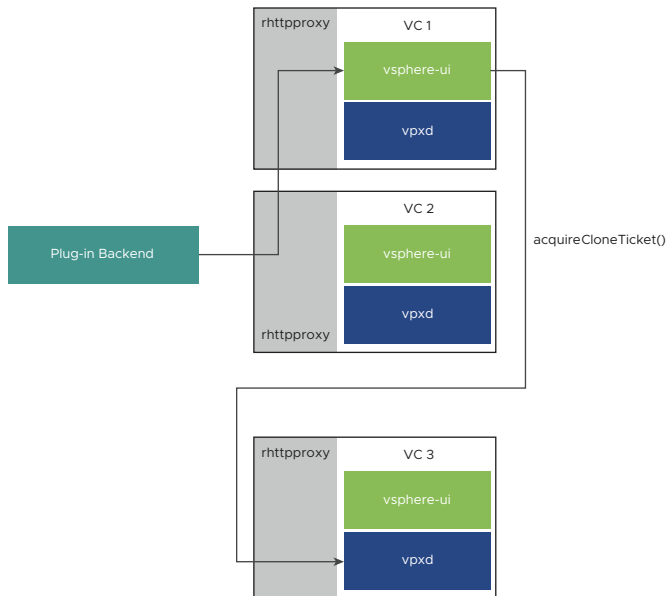 rhttpproxy
VC 1
vsphere-ui
vpxd
VC 2
Plug-in Backend
vsphere-ui
acquireCloneTicket()
vpxd
rhttpproxy
rhttpproxy
VC 3
vsphere-ui
vpxd